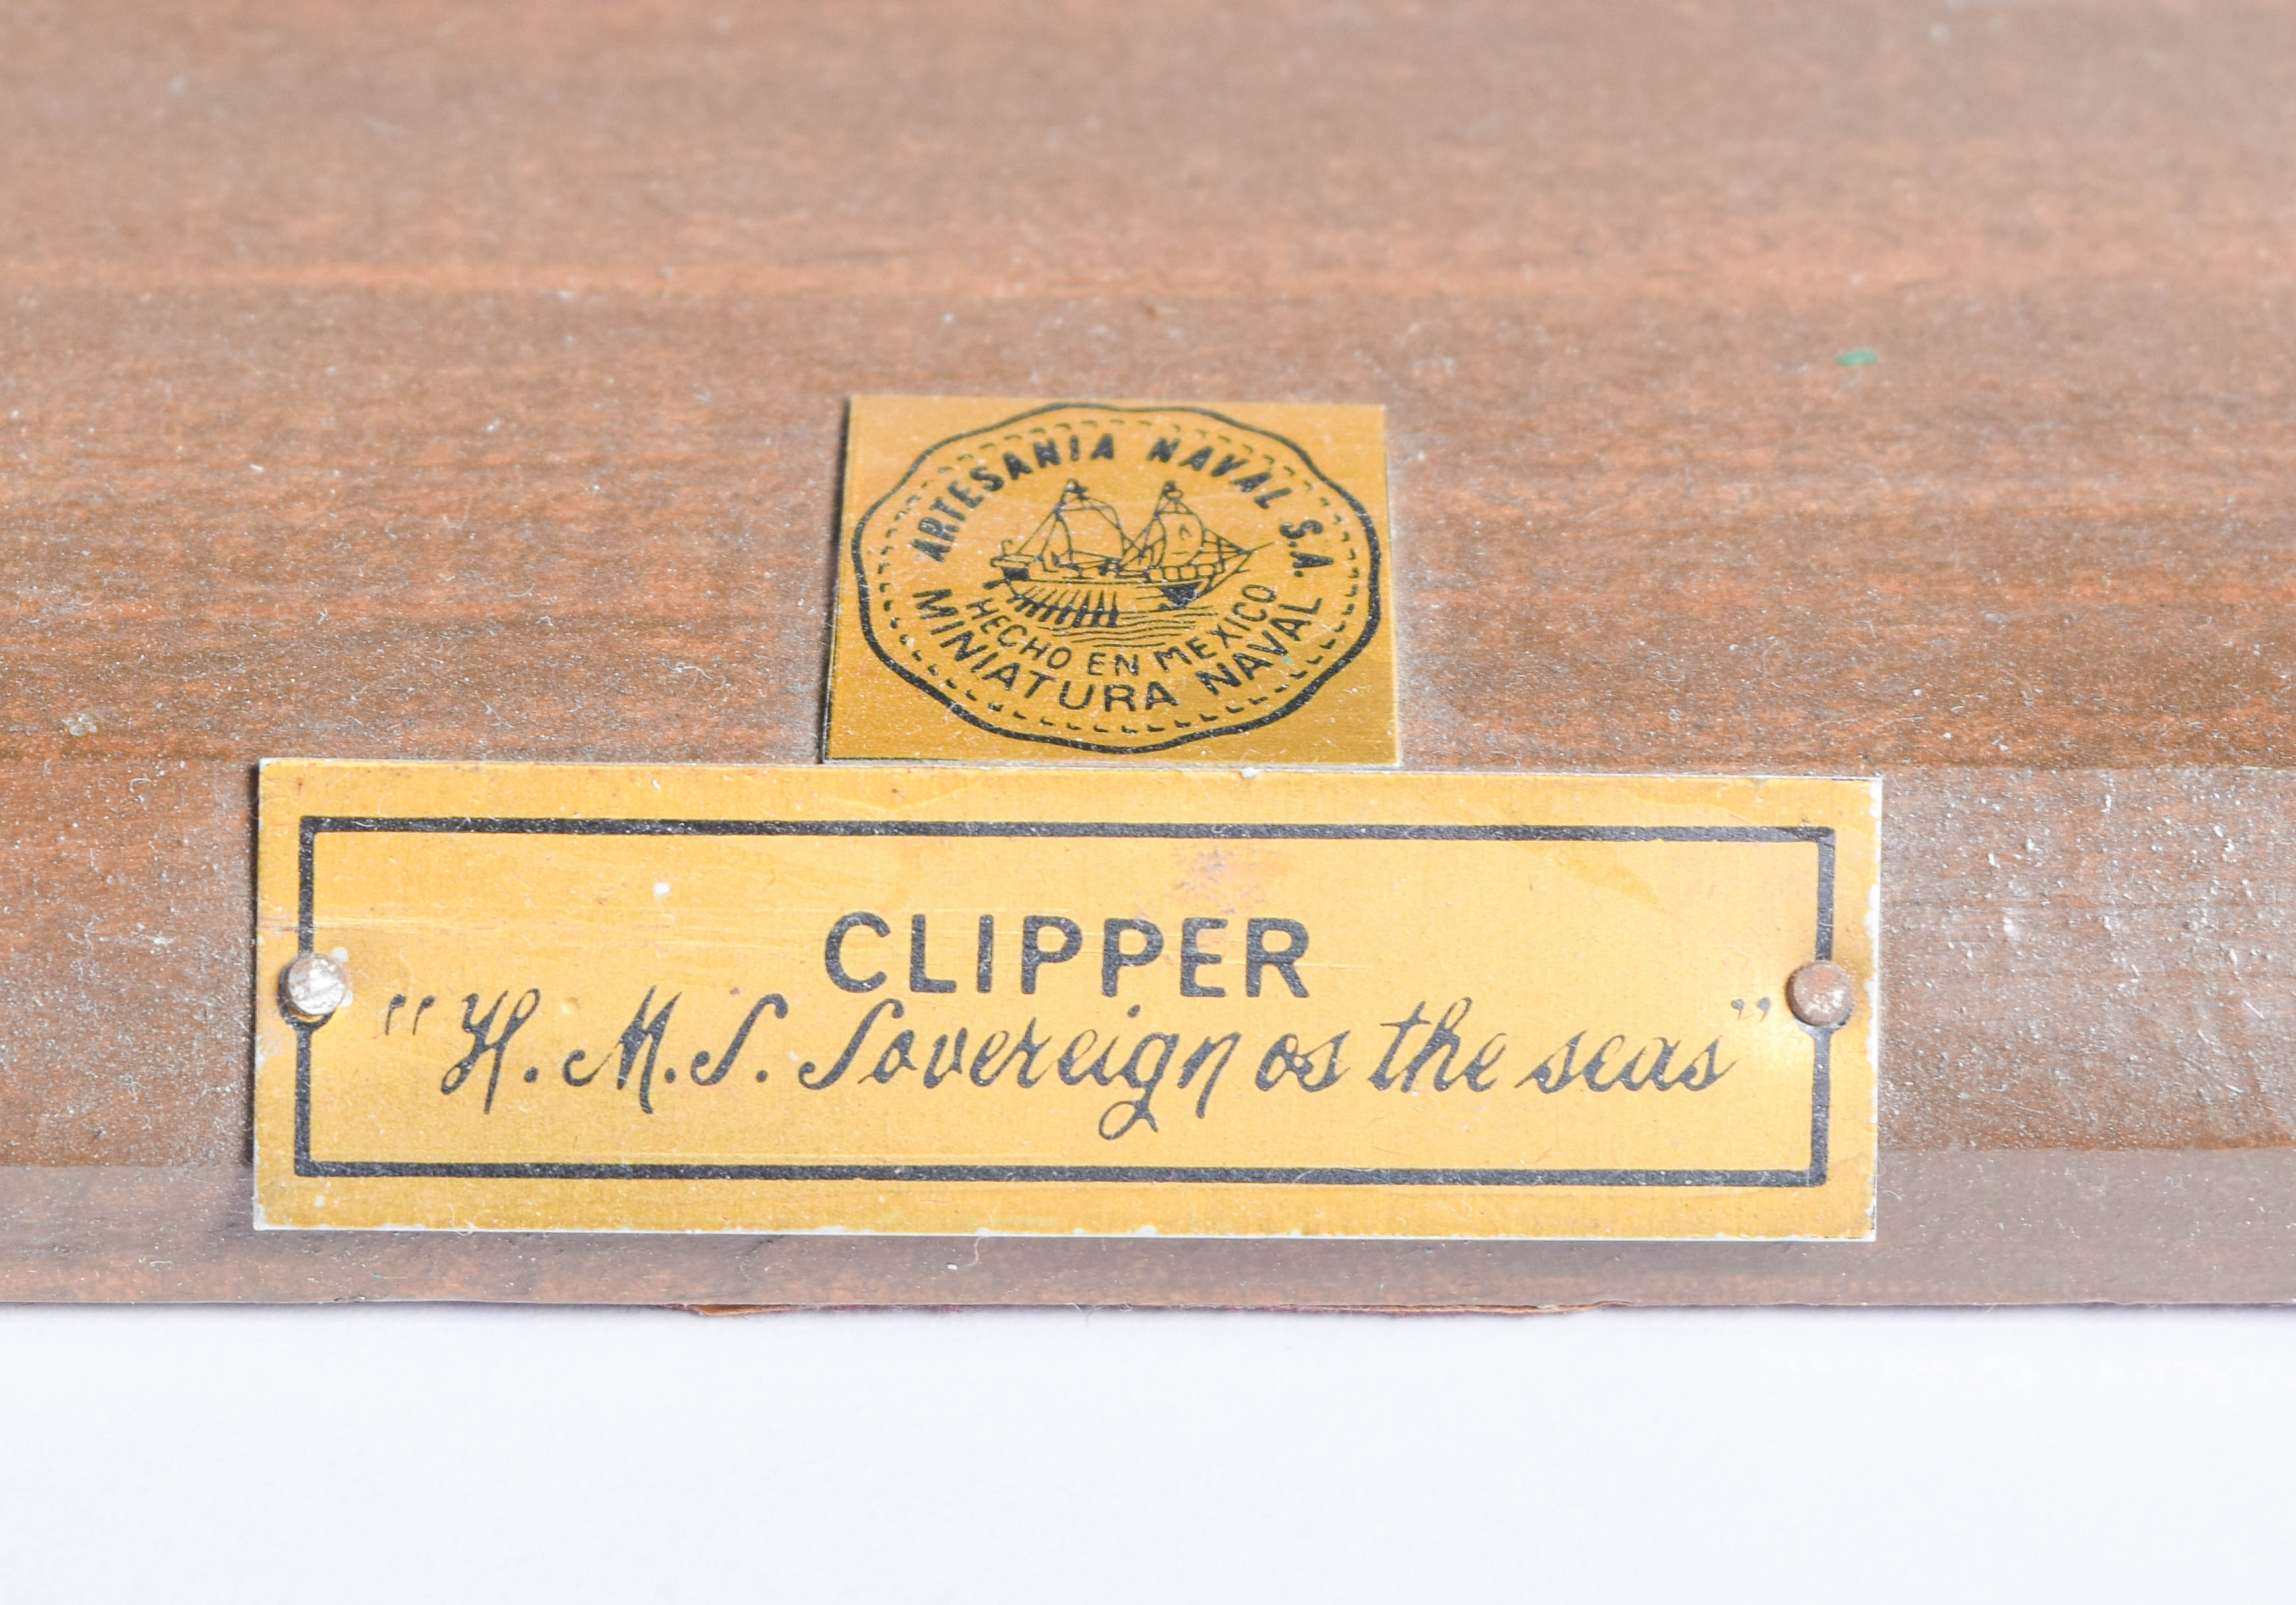 ARTESANIA NAVAL S.A.
HECHO EN MEXICO
MINIATURA NAVAL
CLIPPER
"H. M. S. Sovereign os the seas"